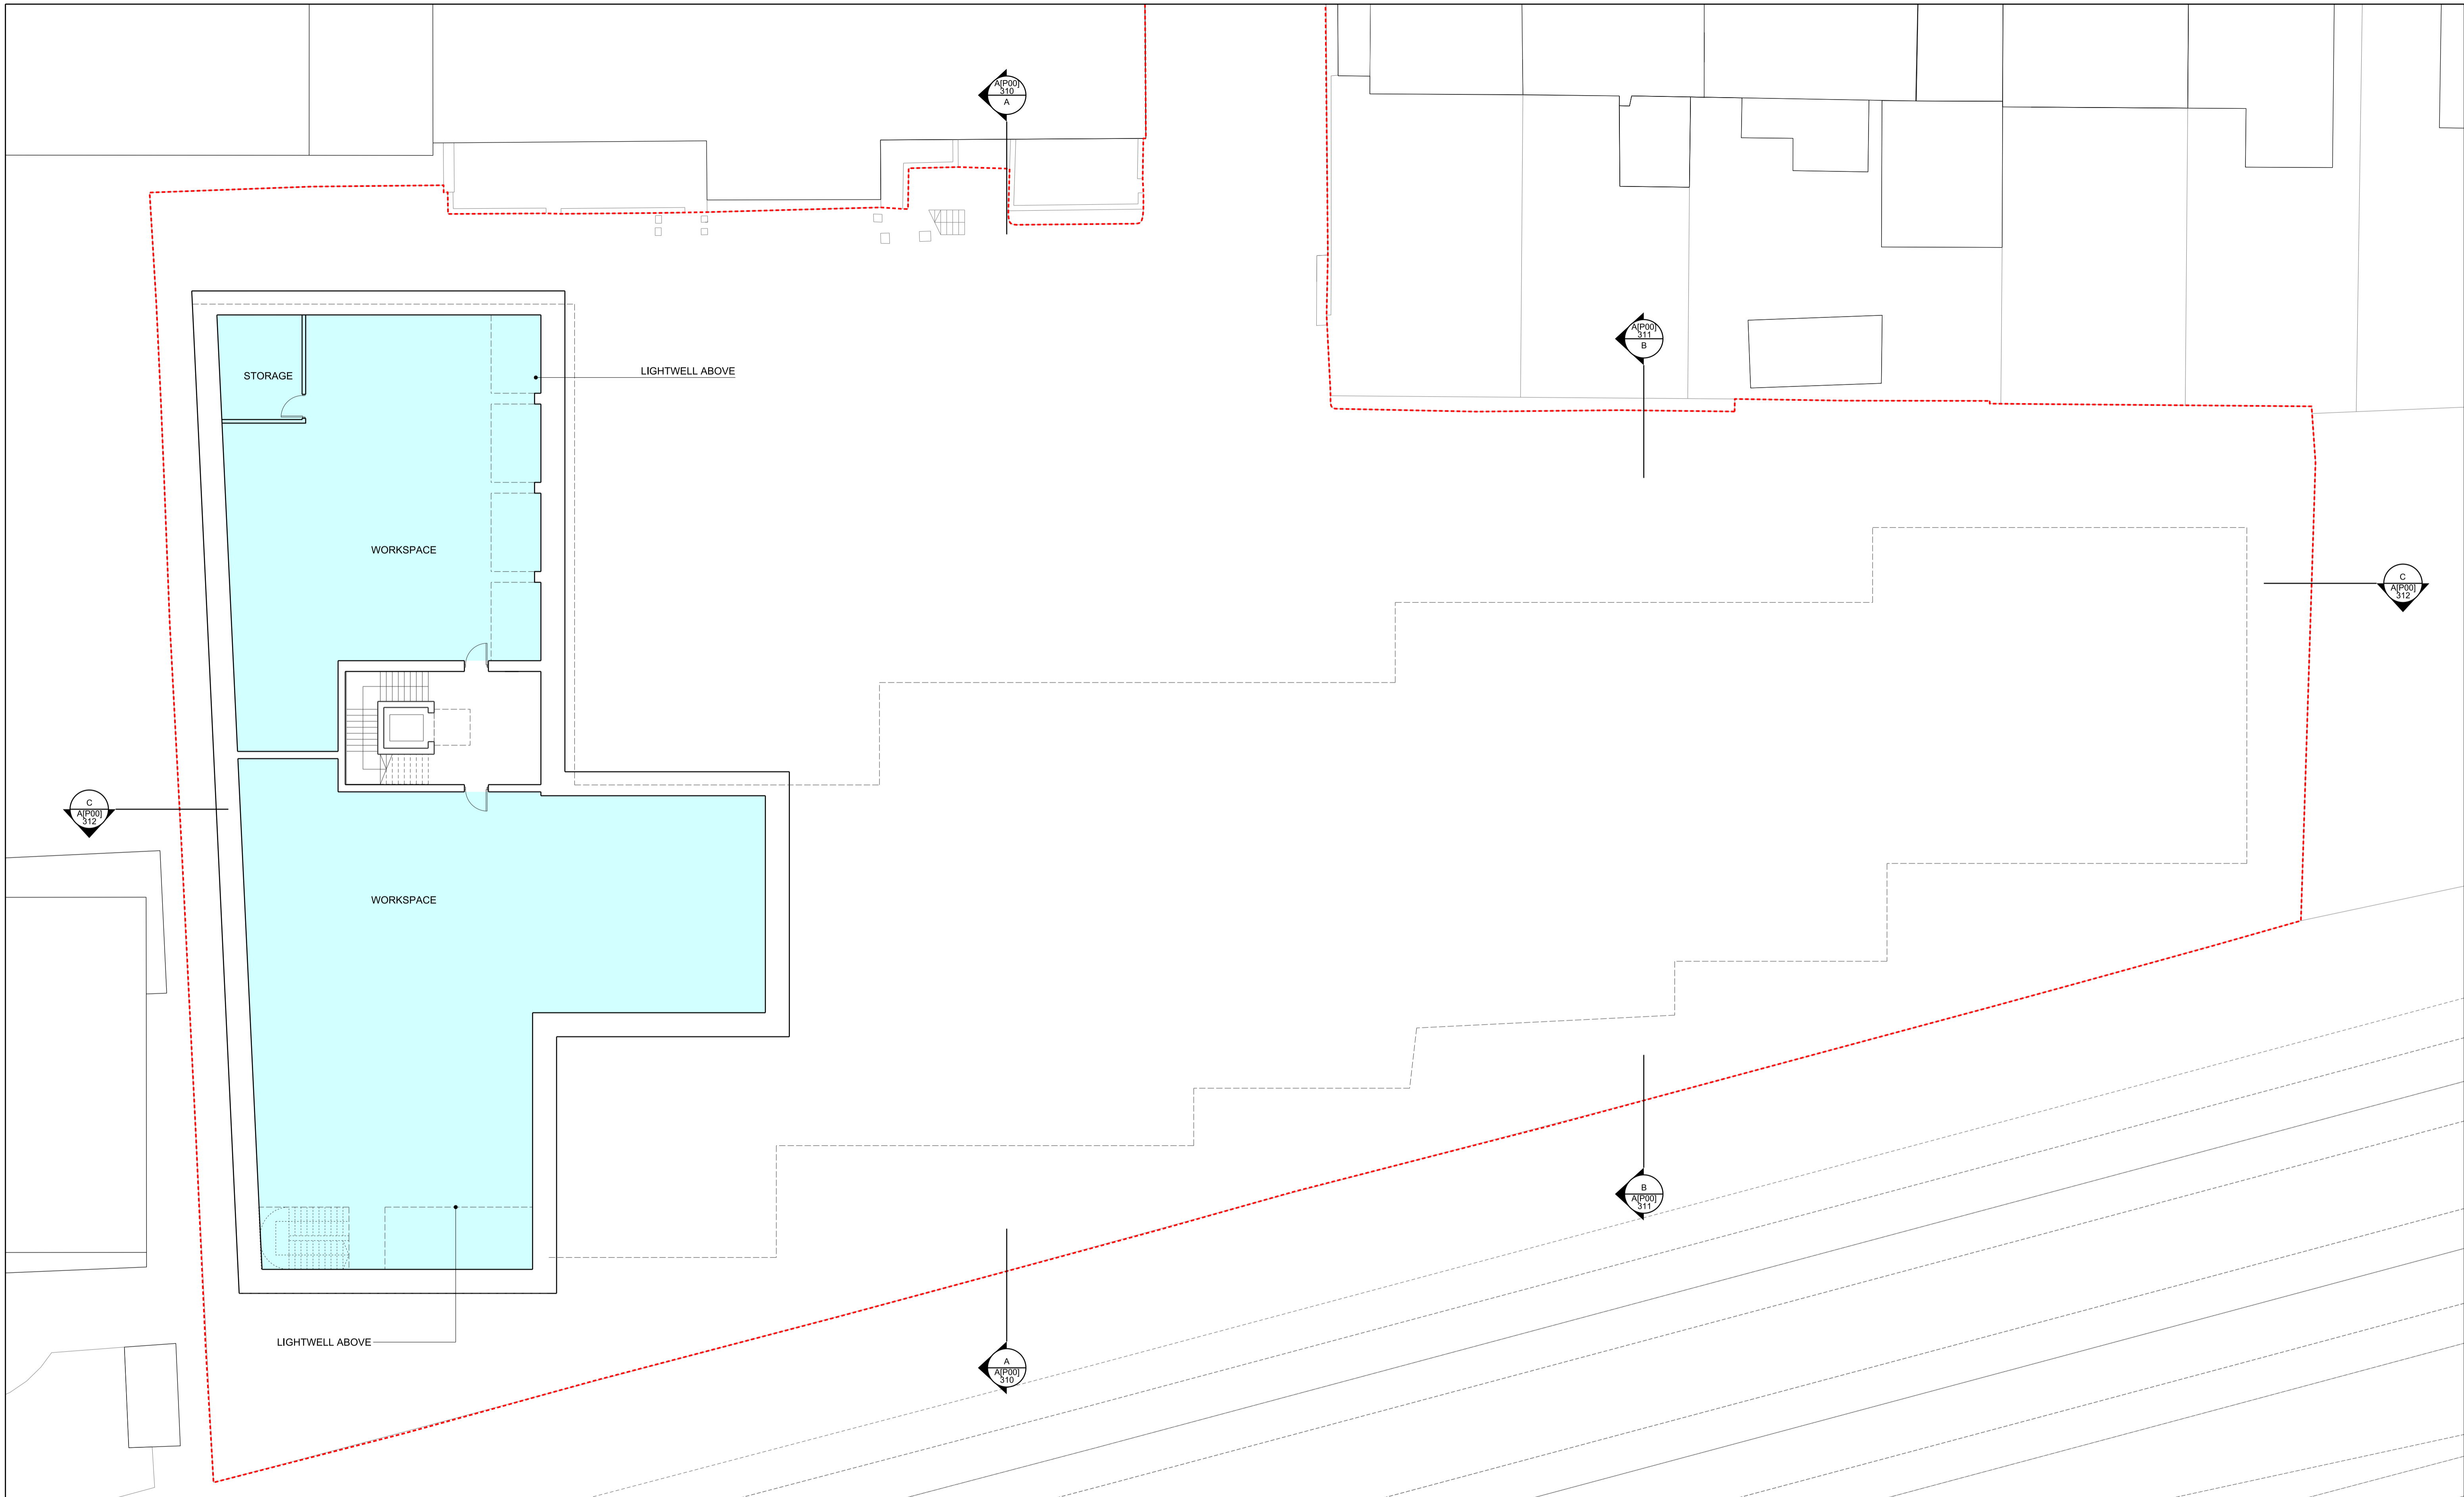 A[P00]
310
A
A[P00]
311
B
LIGHTWELL ABOVE
STORAGE
WORKSPACE
C
A[P00]
312
C
A[P00]
312
WORKSPACE
B
A[P00]
311
LIGHTWELL ABOVE
A
A[P00]
310